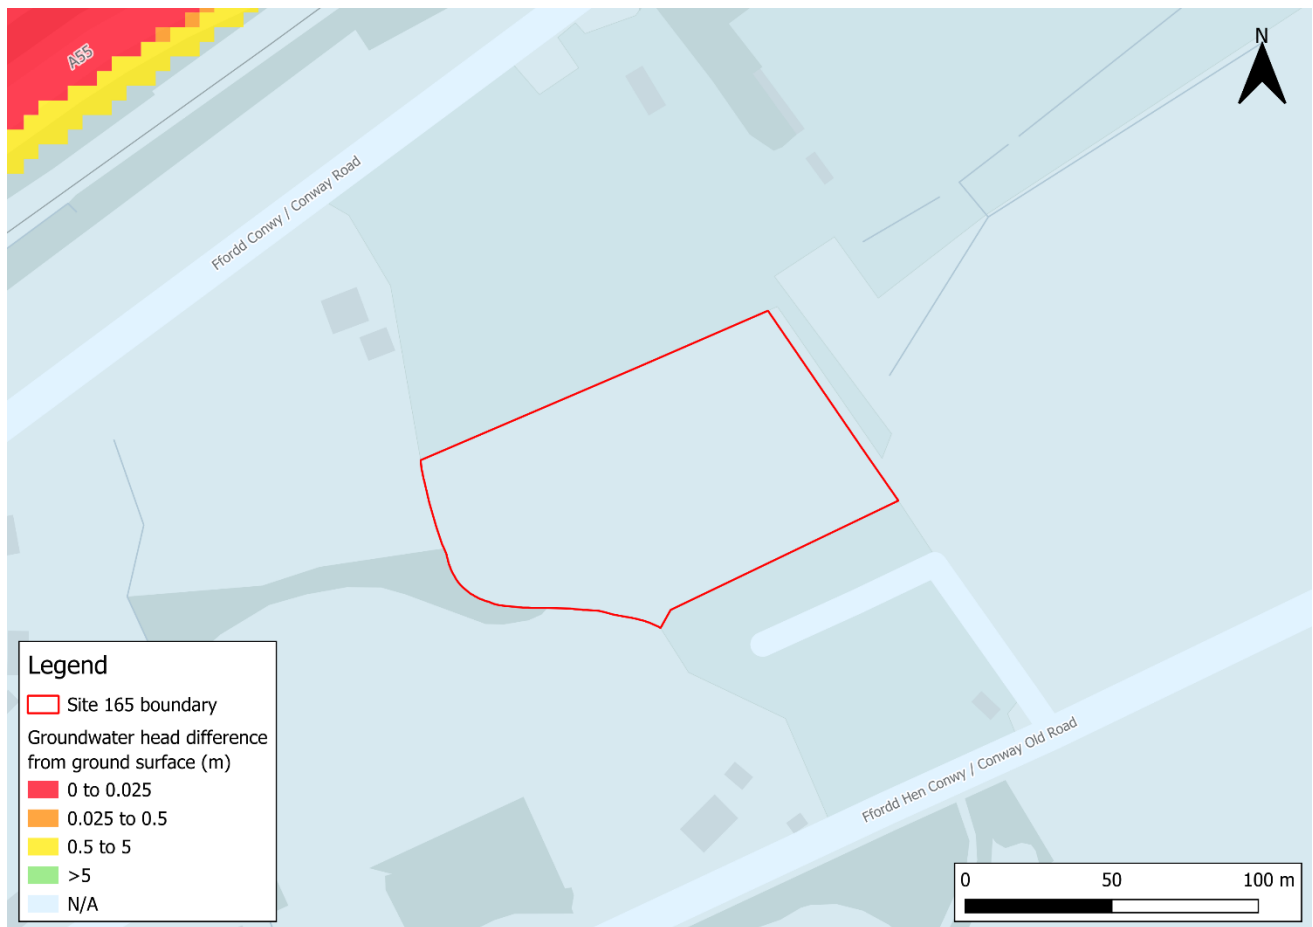 A55
N
Ffordd Conwy / Conway Road
Legend
Site 165 boundary
Groundwater head difference
from ground surface (m)
0 to 0.025
0.025 to 0.5
0.5 to 5
>5
N/A
Ffordd Hen Conwy / Conway Old Road
0 50 100 m